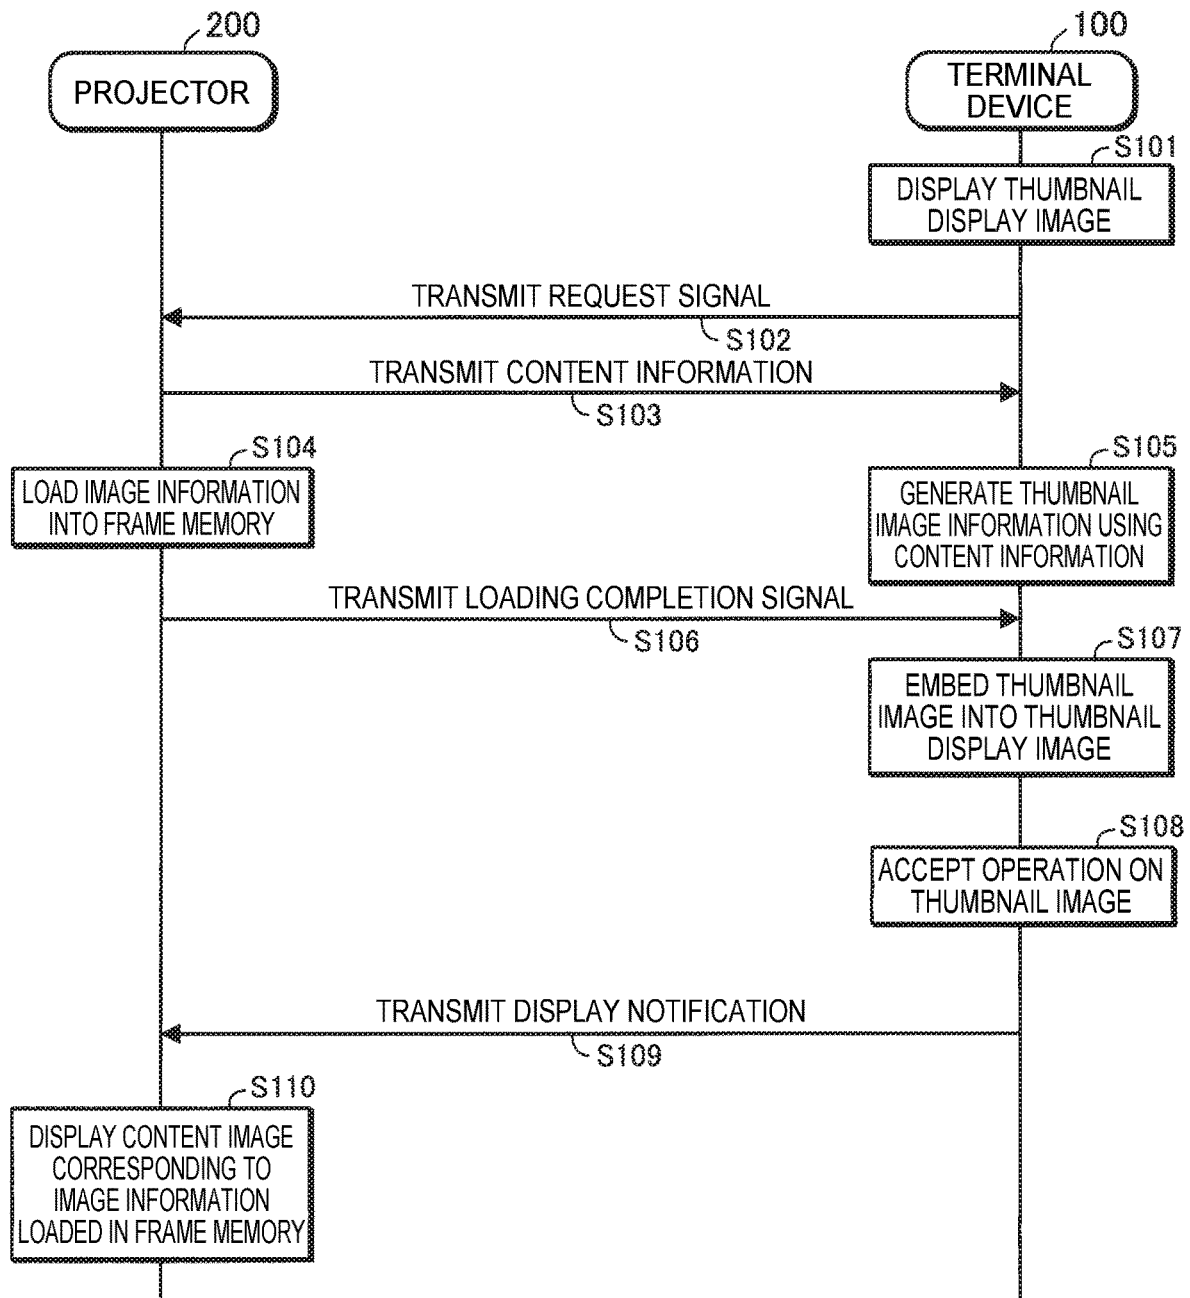 200
PROJECTOR
100
TERMINAL
DEVICE
S101
DISPLAY THUMBNAIL
DISPLAY IMAGE
TRANSMIT REQUEST SIGNAL
S102
TRANSMIT CONTENT INFORMATION
S103
S104
LOAD IMAGE INFORMATION
INTO FRAME MEMORY
S105
GENERATE THUMBNAIL
IMAGE INFORMATION USING
CONTENT INFORMATION
TRANSMIT LOADING COMPLETION SIGNAL
S106
S107
EMBED THUMBNAIL
IMAGE INTO THUMBNAIL
DISPLAY IMAGE
S108
ACCEPT OPERATION ON
THUMBNAIL IMAGE
TRANSMIT DISPLAY NOTIFICATION
S109
S110
DISPLAY CONTENT IMAGE
CORRESPONDING TO
IMAGE INFORMATION
LOADED IN FRAME MEMORY